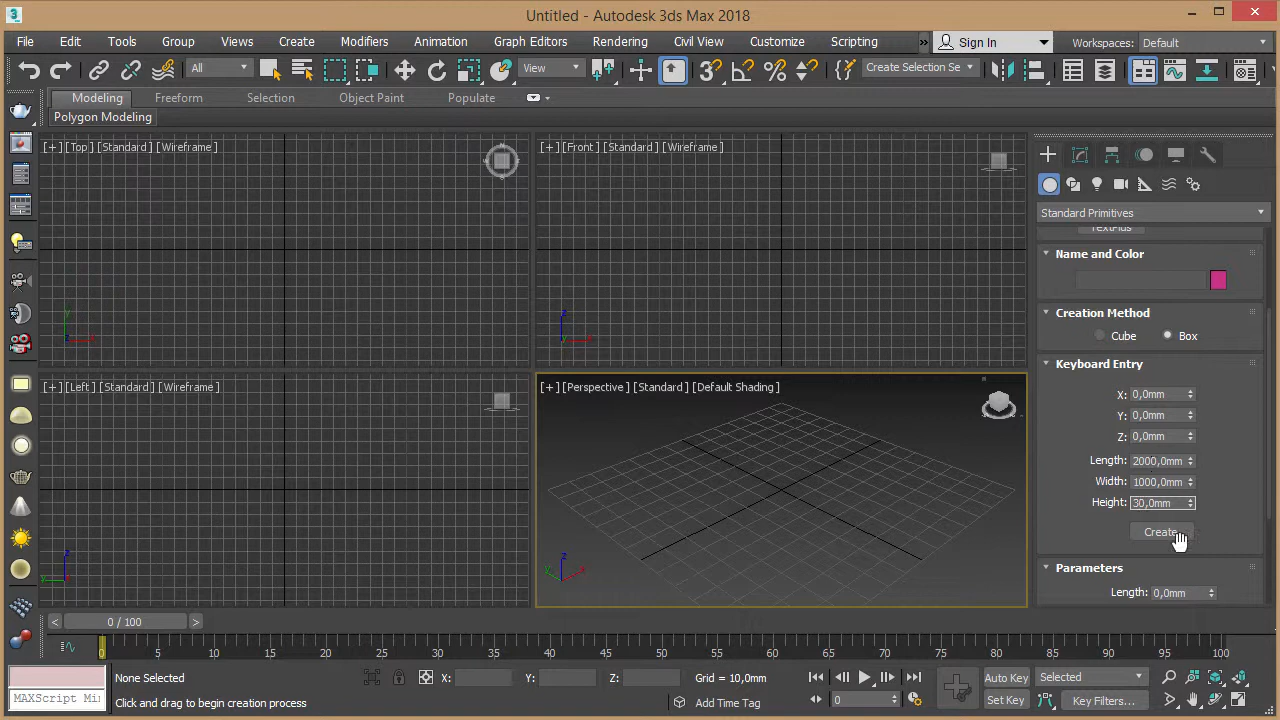 Untitled - Autodesk 3ds Max 2018
File Edit Tools Group Views Create Modifiers Animation Graph Editors Rendering Civil View Customize Scripting » Sign In Workspaces: Default
All View Create Selection Se
Modeling Freeform Selection Object Paint Populate
Polygon Modeling
[+] [Top] [Standard] [Wireframe]
[+] [Front] [Standard] [Wireframe]
Standard Primitives
TextPlus
Name and Color
Creation Method
Cube Box
Keyboard Entry
X: 0,0mm
Y: 0,0mm
Z: 0,0mm
Length: 2000,0mm
Width: 1000,0mm
Height: 30,0mm
Create
Parameters
Length: 0,0mm
[+] [Left] [Standard] [Wireframe]
[+] [Perspective] [Standard] [Default Shading]
< 0 / 100 >
0 5 10 15 20 25 30 35 40 45 50 55 60 65 70 75 80 85 90 95 100
None Selected X: Y: Z: Grid = 10,0mm Auto Key Selected
MAXScript Mi Click and drag to begin creation process Add Time Tag 0 Set Key Key Filters...